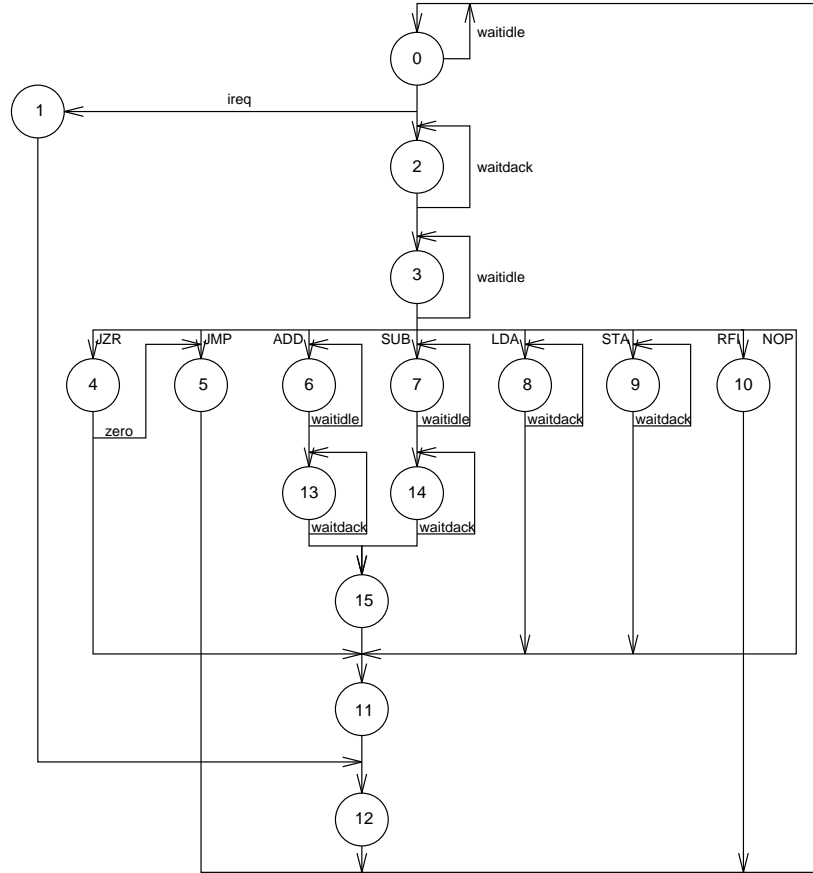 waitidle
0
ireq
1
2
waitdack
3
waitidle
JZR JMP ADD SUB LDA STA RFI NOP
4 5 6 7 8 9 10
zero waitidle waitidle waitdack waitdack
13 14
waitdack waitdack
15
11
12